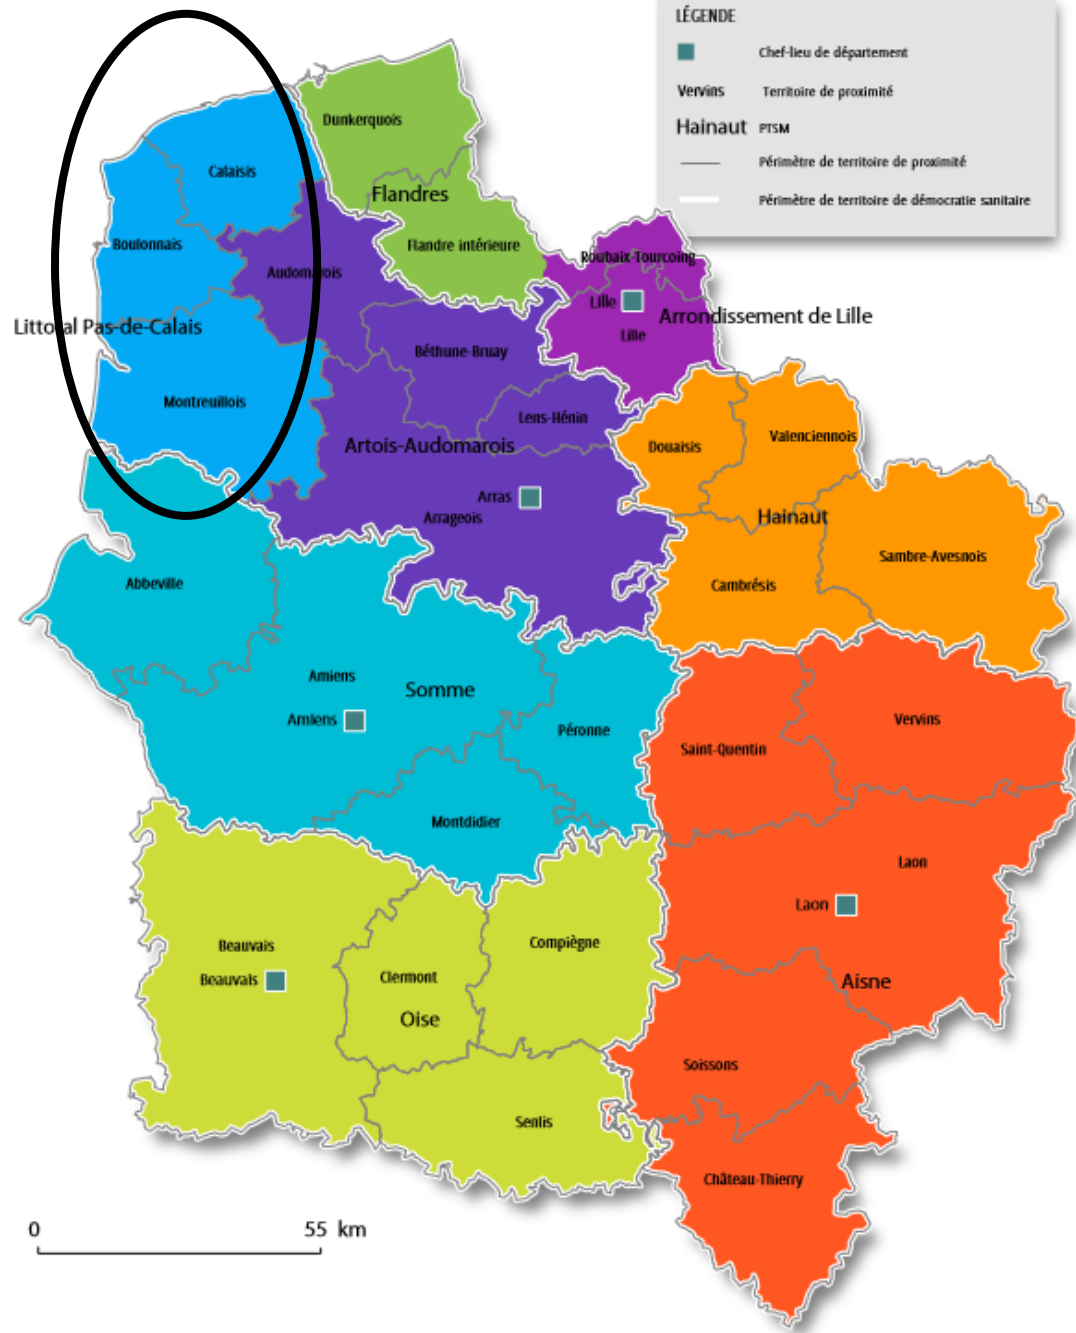 LÉGENDE
Chef-lieu de département
Vervins Territoire de proximité
Hainaut PTSM
Périmètre de territoire de proximité
Périmètre de territoire de démocratie sanitaire
Dunkerquois
Calaisis
Flandres
Boulonnais
Flandre intérieure
Audomarois
Roubaix-Tourcoing
Lille
Littoral Pas-de-Calais
Arrondissement de Lille
Lille
Béthune-Bruay
Montreuillois
Lens-Hénin
Artois-Audomarois
Douaisis
Valenciennois
Arras
Arrageois
Hainaut
Sambre-Avesnois
Abbeville
Cambrésis
Amiens
Somme
Amiens
Péronne
Saint-Quentin
Vervins
Montdidier
Laon
Laon
Beauvais
Beauvais
Clermont
Compiègne
Oise
Aisne
Soissons
Senlis
Château-Thierry
0 55 km